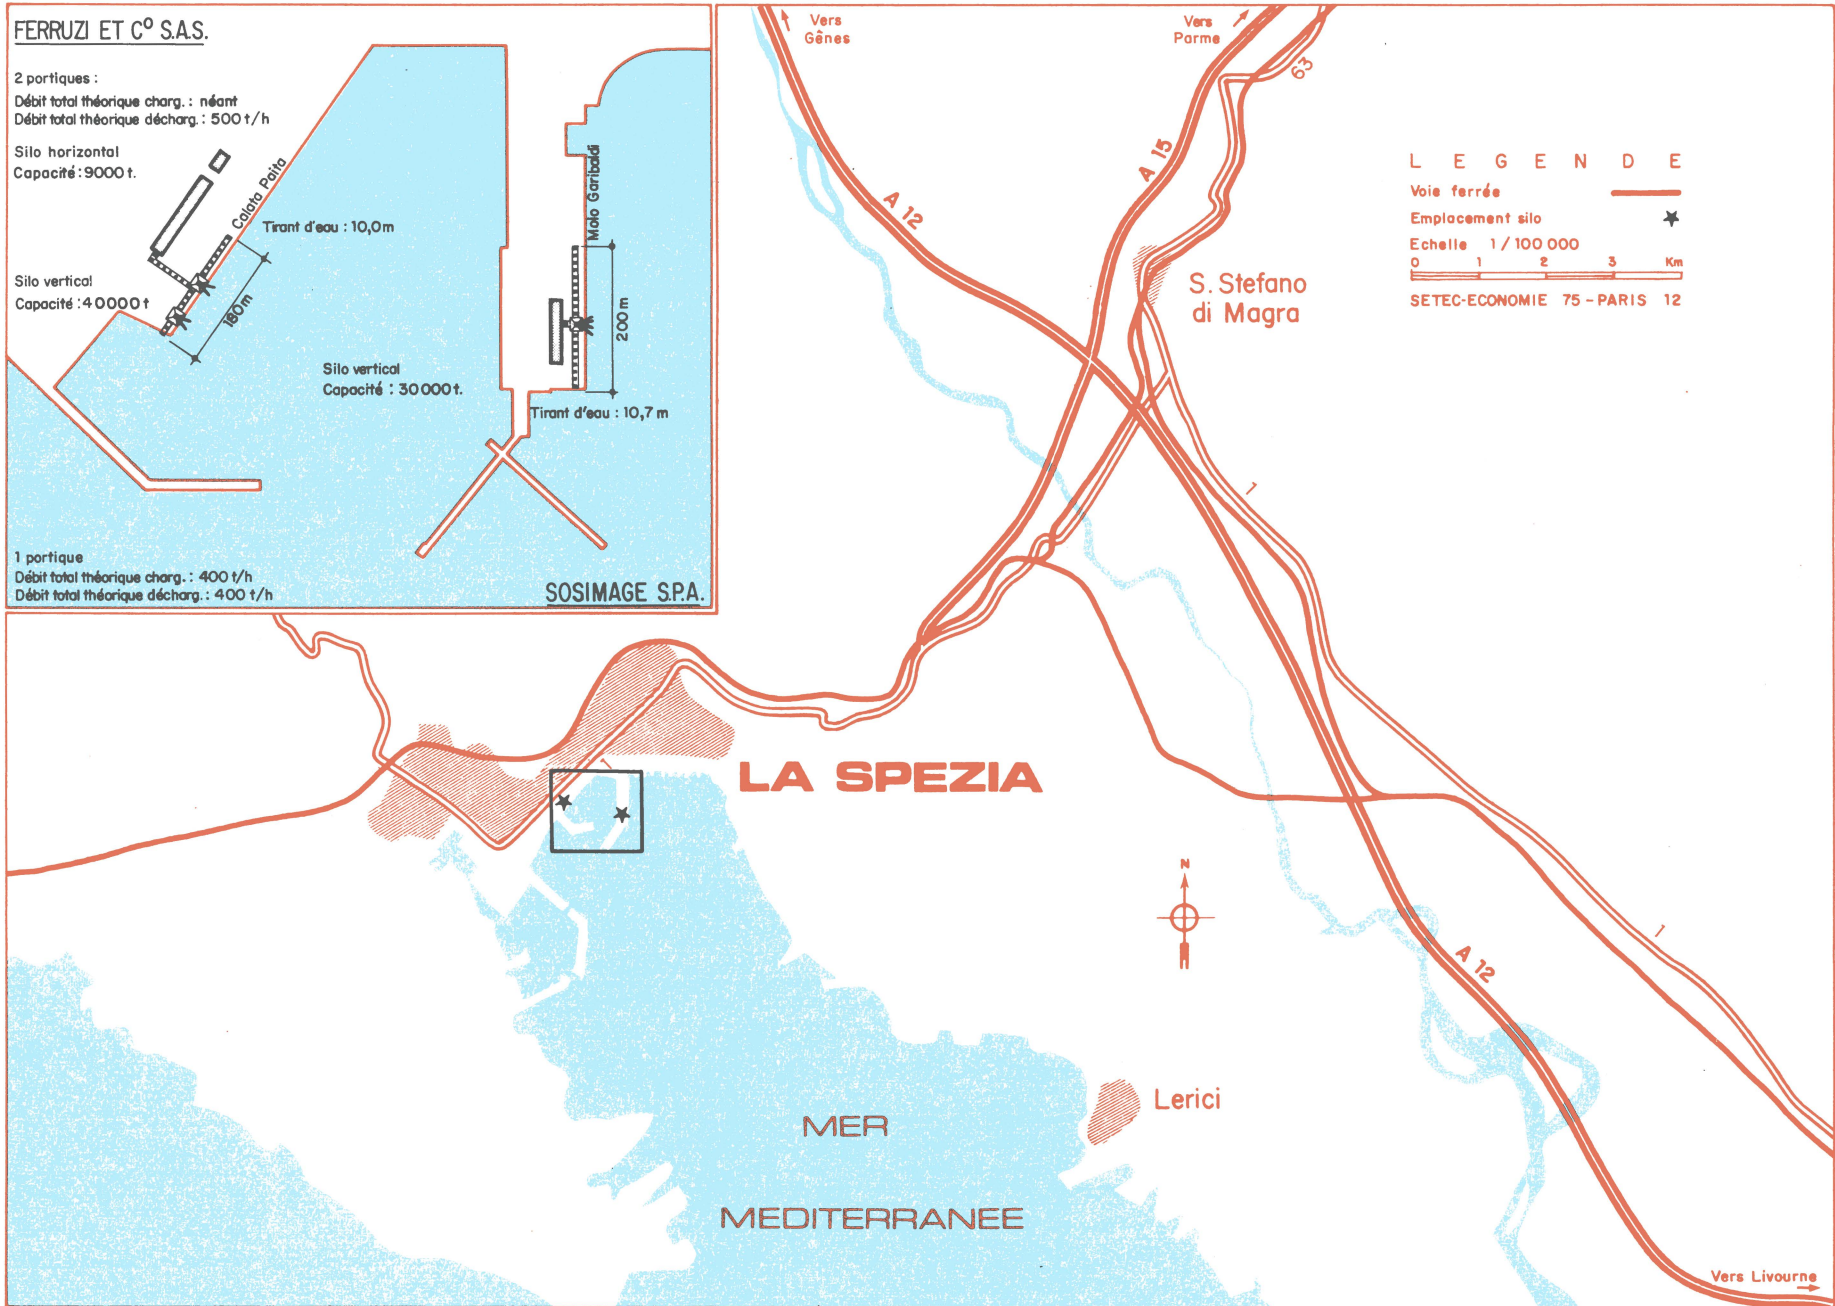 FERRUZI ET Cº S.A.S.
2 portiques :
Débit total théorique charg. : néant
Débit total théorique décharg. : 500 t/h
Silo horizontal
Capacité : 9000 t.
Calata Paita
Tirant d'eau : 10,0m
Silo vertical
Capacité : 40000 t
180m
Molo Garibaldi
200 m
Silo vertical
Capacité : 30000t.
Tirant d'eau : 10,7 m
1 portique
Débit total théorique charg. : 400 t/h
Débit total théorique décharg. : 400 t/h
SOSIMAGE S.P.A.
Vers
Gênes
Vers
Parme
63
A 15
A 12
S. Stefano
di Magra
LEGENDE
Voie ferrée
Emplacement silo
Echelle 1 / 100 000
0 1 2 3 Km
SETEC-ECONOMIE 75 - PARIS 12
1
1
LA SPEZIA
N
1
A 12
Lerici
MER
MEDITERRANEE
Vers Livourne